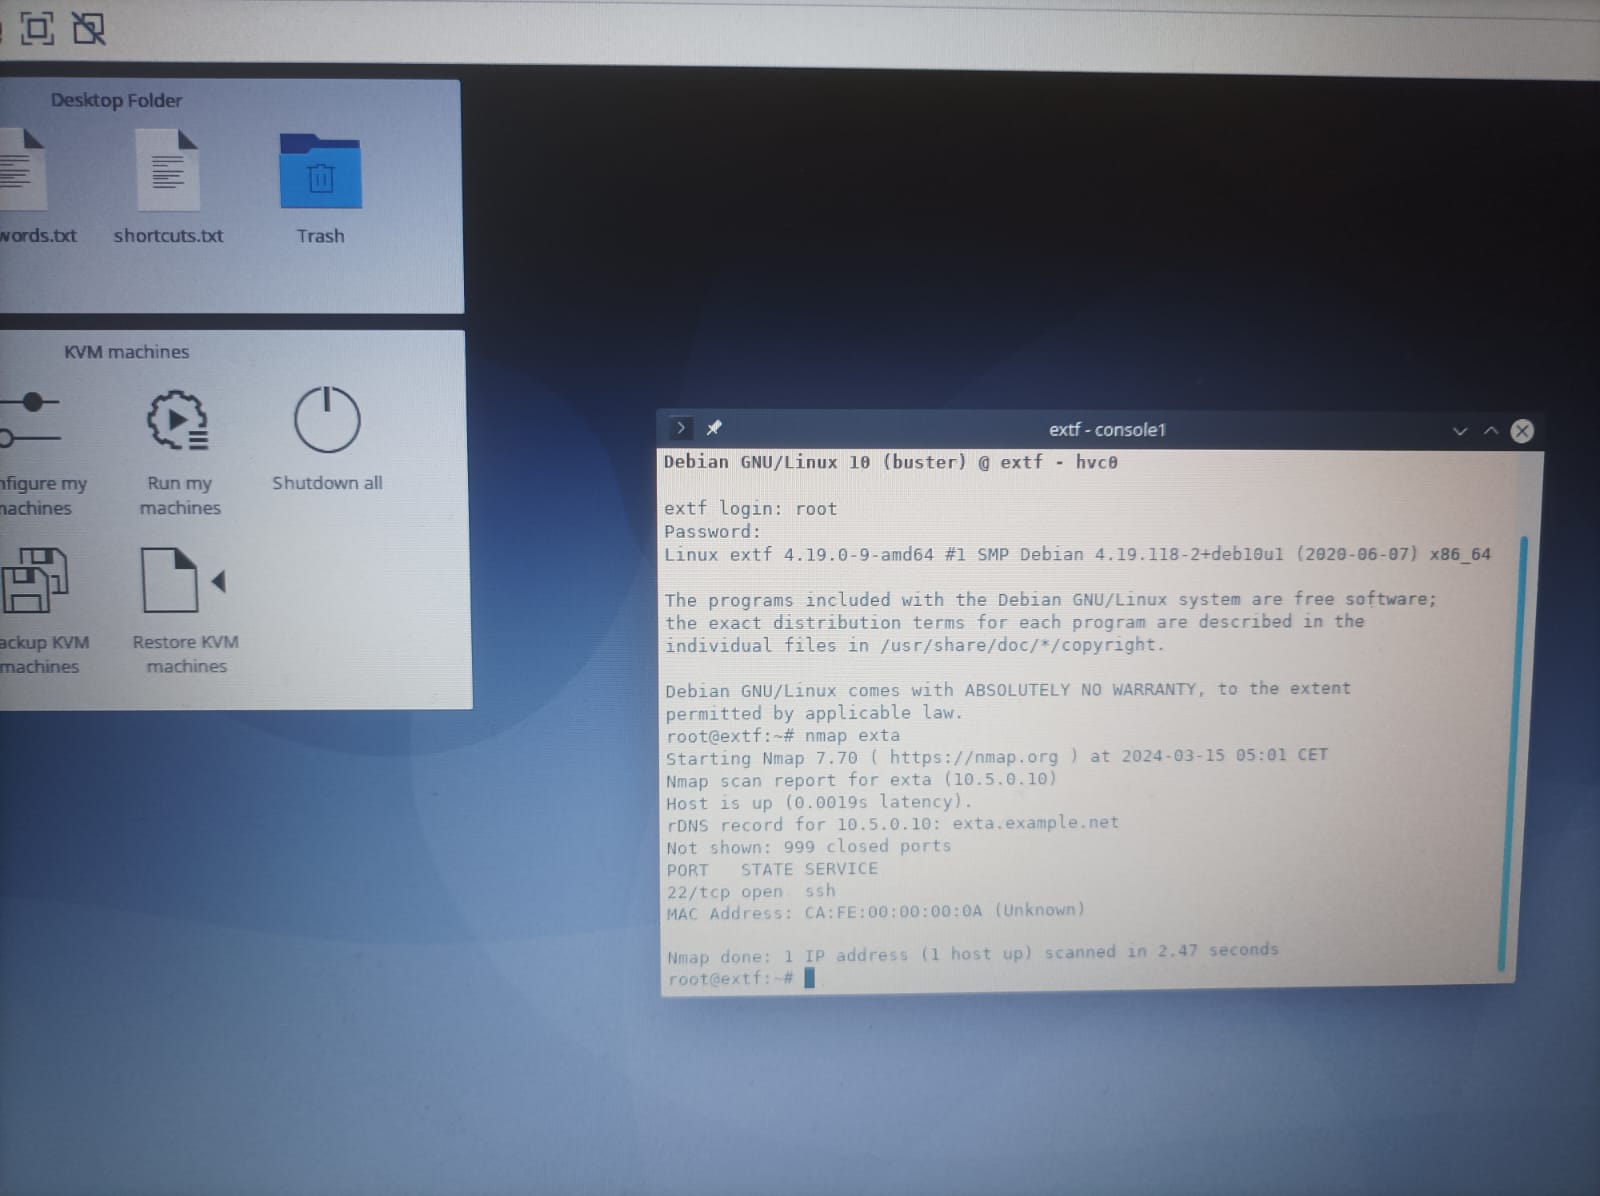 Desktop Folder
words.txt
shortcuts.txt
Trash
KVM machines
nfigure my
achines
Run my
machines
Shutdown all
ackup KVM
machines
Restore KVM
machines
extf - console1
Debian GNU/Linux 10 (buster) @ extf - hvc0
extf login: root
Password:
Linux extf 4.19.0-9-amd64 #1 SMP Debian 4.19.118-2+deb10u1 (2020-06-07) x86_64
The programs included with the Debian GNU/Linux system are free software;
the exact distribution terms for each program are described in the
individual files in /usr/share/doc/*/copyright.
Debian GNU/Linux comes with ABSOLUTELY NO WARRANTY, to the extent
permitted by applicable law.
root@extf:~# nmap exta
Starting Nmap 7.70 ( https://nmap.org ) at 2024-03-15 05:01 CET
Nmap scan report for exta (10.5.0.10)
Host is up (0.0019s latency).
rDNS record for 10.5.0.10: exta.example.net
Not shown: 999 closed ports
PORT   STATE SERVICE
22/tcp open  ssh
MAC Address: CA:FE:00:00:00:0A (Unknown)
Nmap done: 1 IP address (1 host up) scanned in 2.47 seconds
root@extf:~#